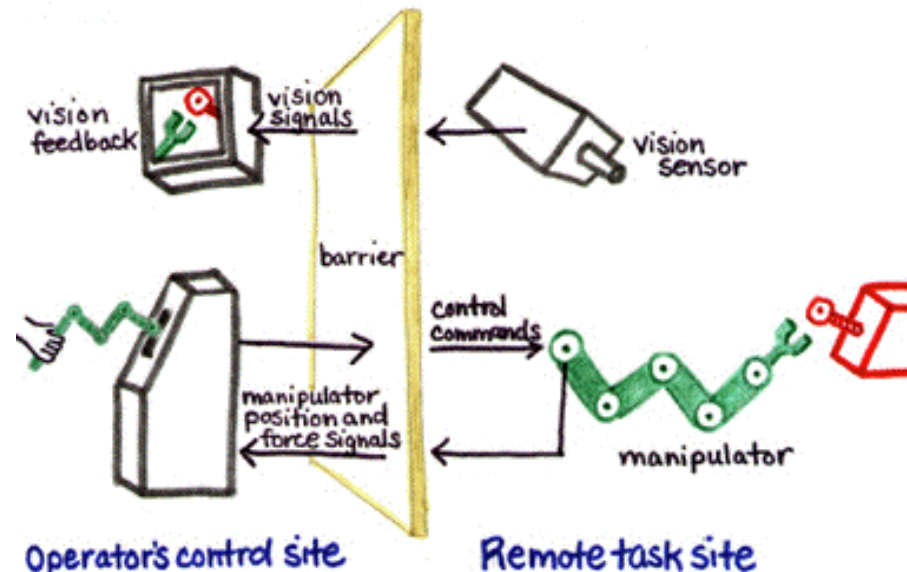 vision
feedback
vision
signals
vision
sensor
barrier
control
commands
manipulator
position and
force signals
manipulator
Operator's control site
Remote task site